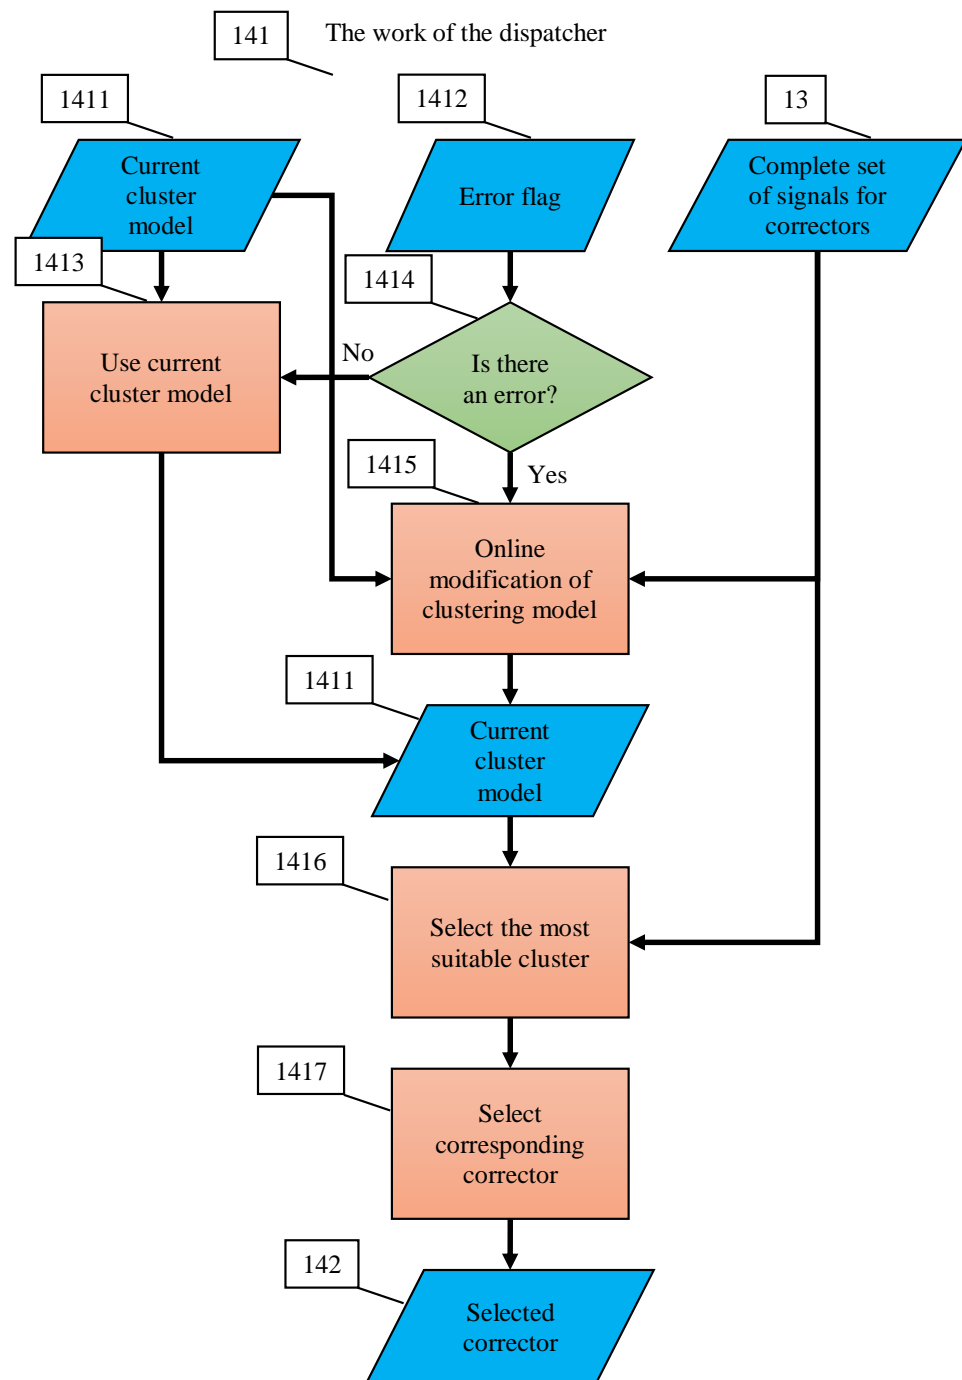 141
The work of the dispatcher
1411
1412
13
Current
cluster
model
Error flag
Complete set
of signals for
correctors
1413
1414
Use current
cluster model
No
Is there
an error?
1415
Yes
Online
modification of
clustering model
1411
Current
cluster
model
1416
Select the most
suitable cluster
1417
Select
corresponding
corrector
142
Selected
corrector